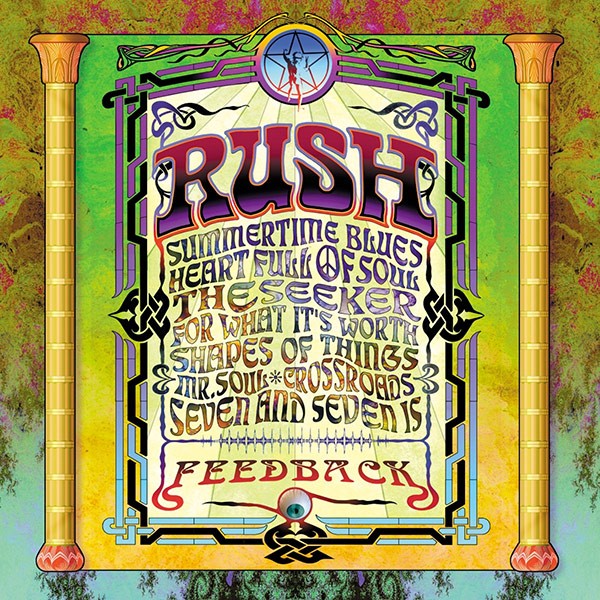 RUSH
SUMMERTIME BLUES
HEART FULL OF SOUL
THE SEEKER
FOR WHAT IT'S WORTH
SHAPES OF THINGS
MR. SOUL * CROSSROADS
SEVEN AND SEVEN IS
FEEDBACK